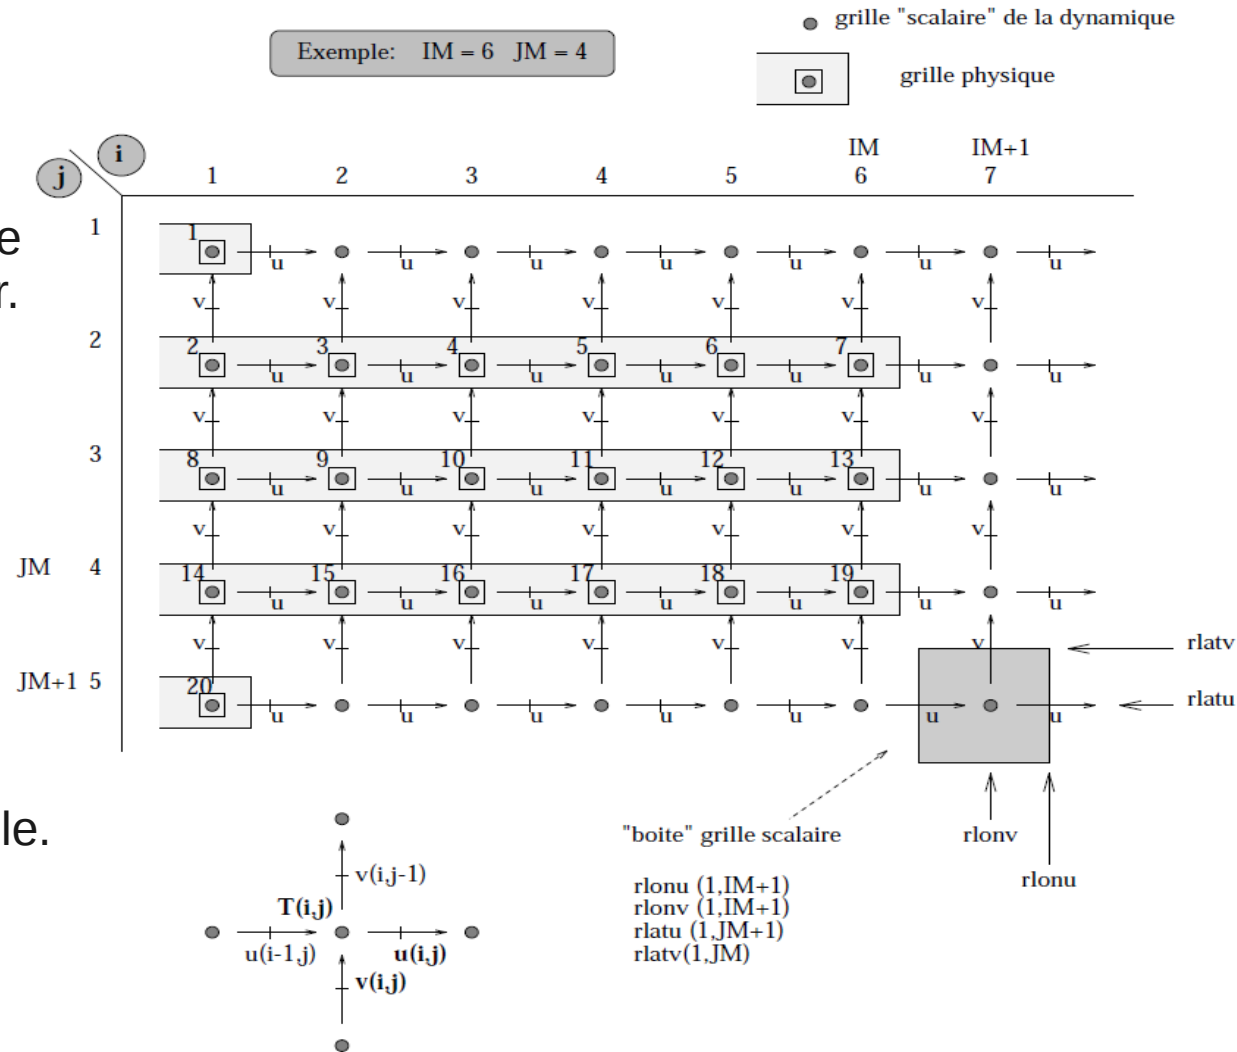 grille "scalaire" de la dynamique
Exemple: IM = 6 JM = 4
grille physique
i IM IM+1
j 1 2 3 4 5 6 7
e
r.
1 1
u u u u u u u
v v v v v v v
2 2 3 4 5 6 7
u u u u u u u
v v v v v v v
3 8 9 10 11 12 13
u u u u u u u
v v v v v v v
JM 4 14 15 16 17 18 19
u u u u u u u
v v v v v v v rlatv
JM+1 5 20 rlatu
u u u u u u u
le.
"boite" grille scalaire rlonv
v(i,j-1) rlonu
T(i,j) rlonu (1,IM+1)
rlonv (1,IM+1)
rlatu (1,JM+1)
u(i-1,j) u(i,j) rlatv(1,JM)
v(i,j)